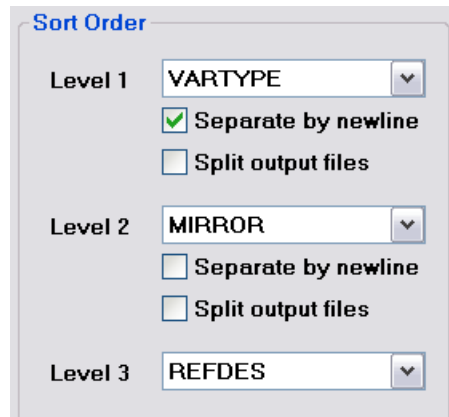 Sort Order
Level 1 VARTYPE
Separate by newline
Split output files
Level 2 MIRROR
Separate by newline
Split output files
Level 3 REFDES